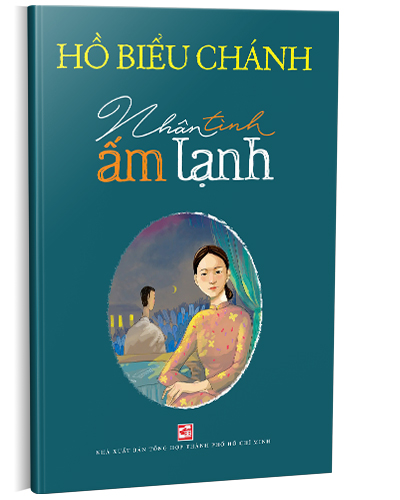 HỒ BIỂU CHÁNH
Nhân tình
ấm lạnh
NHÀ XUẤT BẢN TỔNG HỢP THÀNH PHỐ HỒ CHÍ MINH